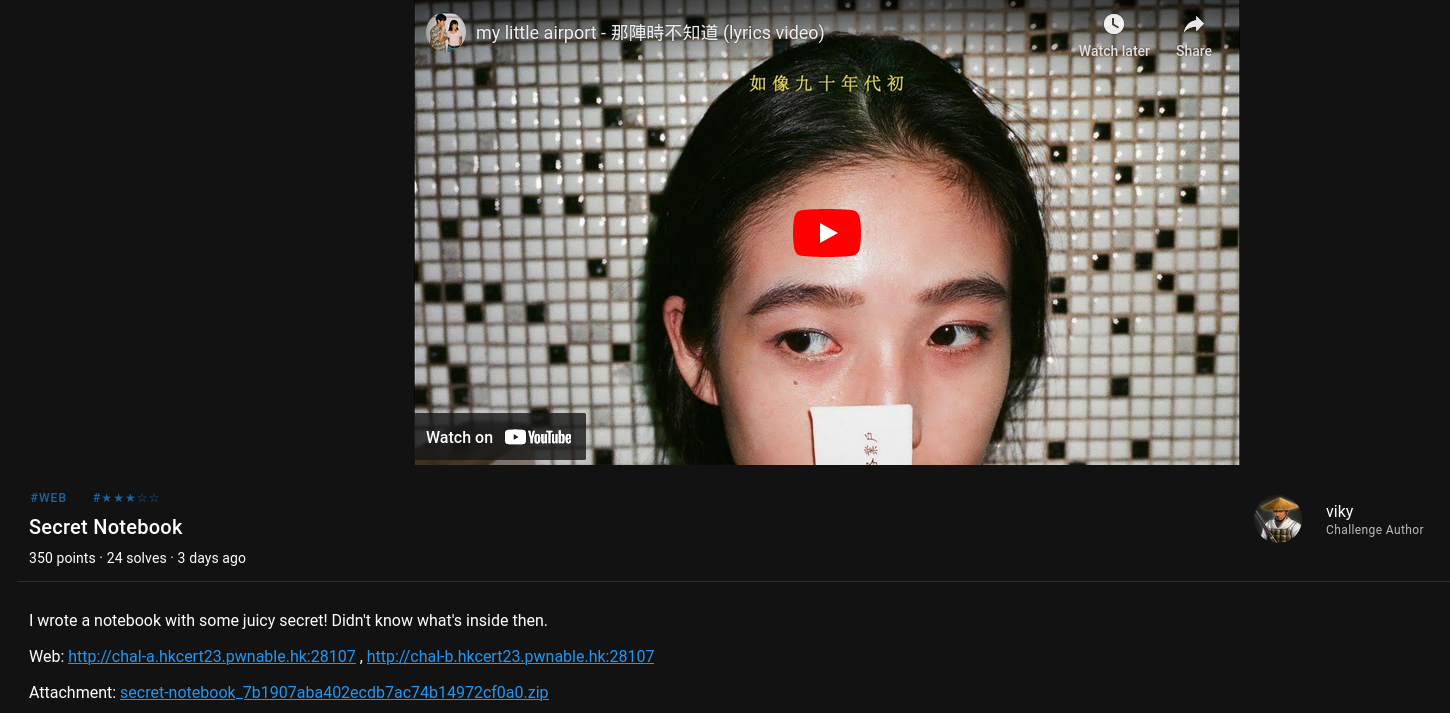 my little airport - 那陣時不知道 (lyrics video)
Watch later
Share
如像九十年代初
Watch on YouTube
#WEB #★★★☆☆
Secret Notebook
350 points · 24 solves · 3 days ago
viky
Challenge Author
I wrote a notebook with some juicy secret! Didn't know what's inside then.
Web: http://chal-a.hkcert23.pwnable.hk:28107 , http://chal-b.hkcert23.pwnable.hk:28107
Attachment: secret-notebook_7b1907aba402ecdb7ac74b14972cf0a0.zip